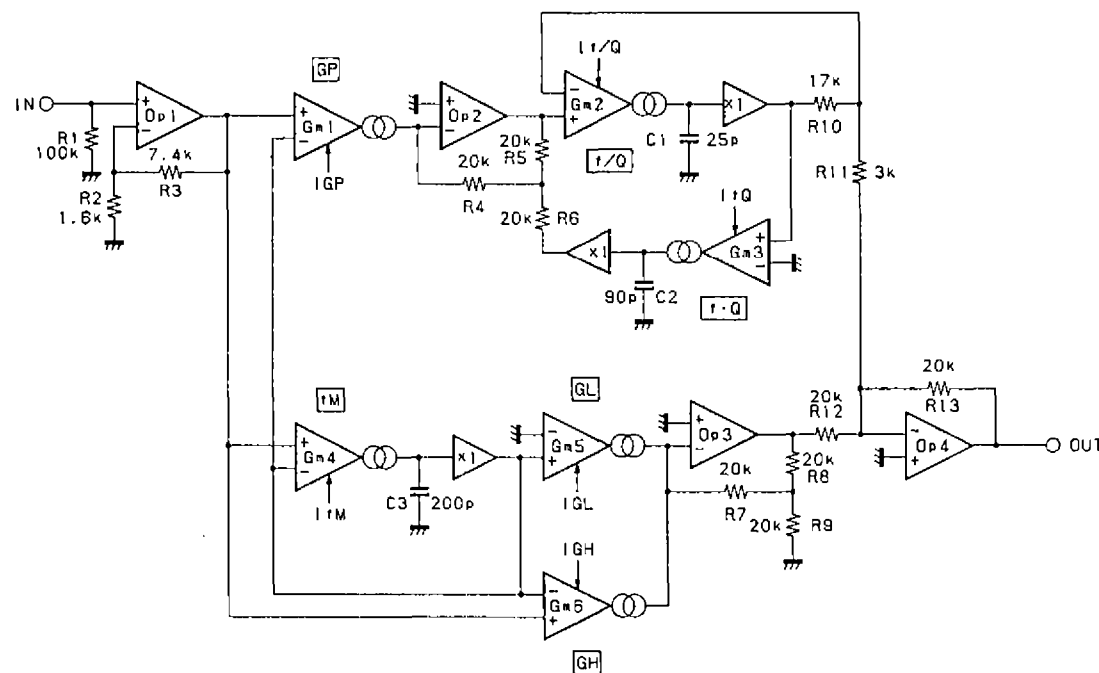 GP
If/Q
IN
+
Op1
-
R1
100k
7.4k
R3
R2
1.6k
+
Gm1
-
IGP
+
Op2
-
20k
R5
20k
R4
20k
R6
-
Gm2
+
f/Q
C1
25p
x1
17k
R10
R11
3k
IfQ
+
Gm3
-
x1
90p
C2
f·Q
fM
+
Gm4
-
IfM
C3
200p
x1
GL
-
Gm5
+
IGL
IGH
-
Gm6
+
GH
+
Op3
-
20k
R7
20k
R8
20k
R9
20k
R12
20k
R13
-
Op4
+
OUT